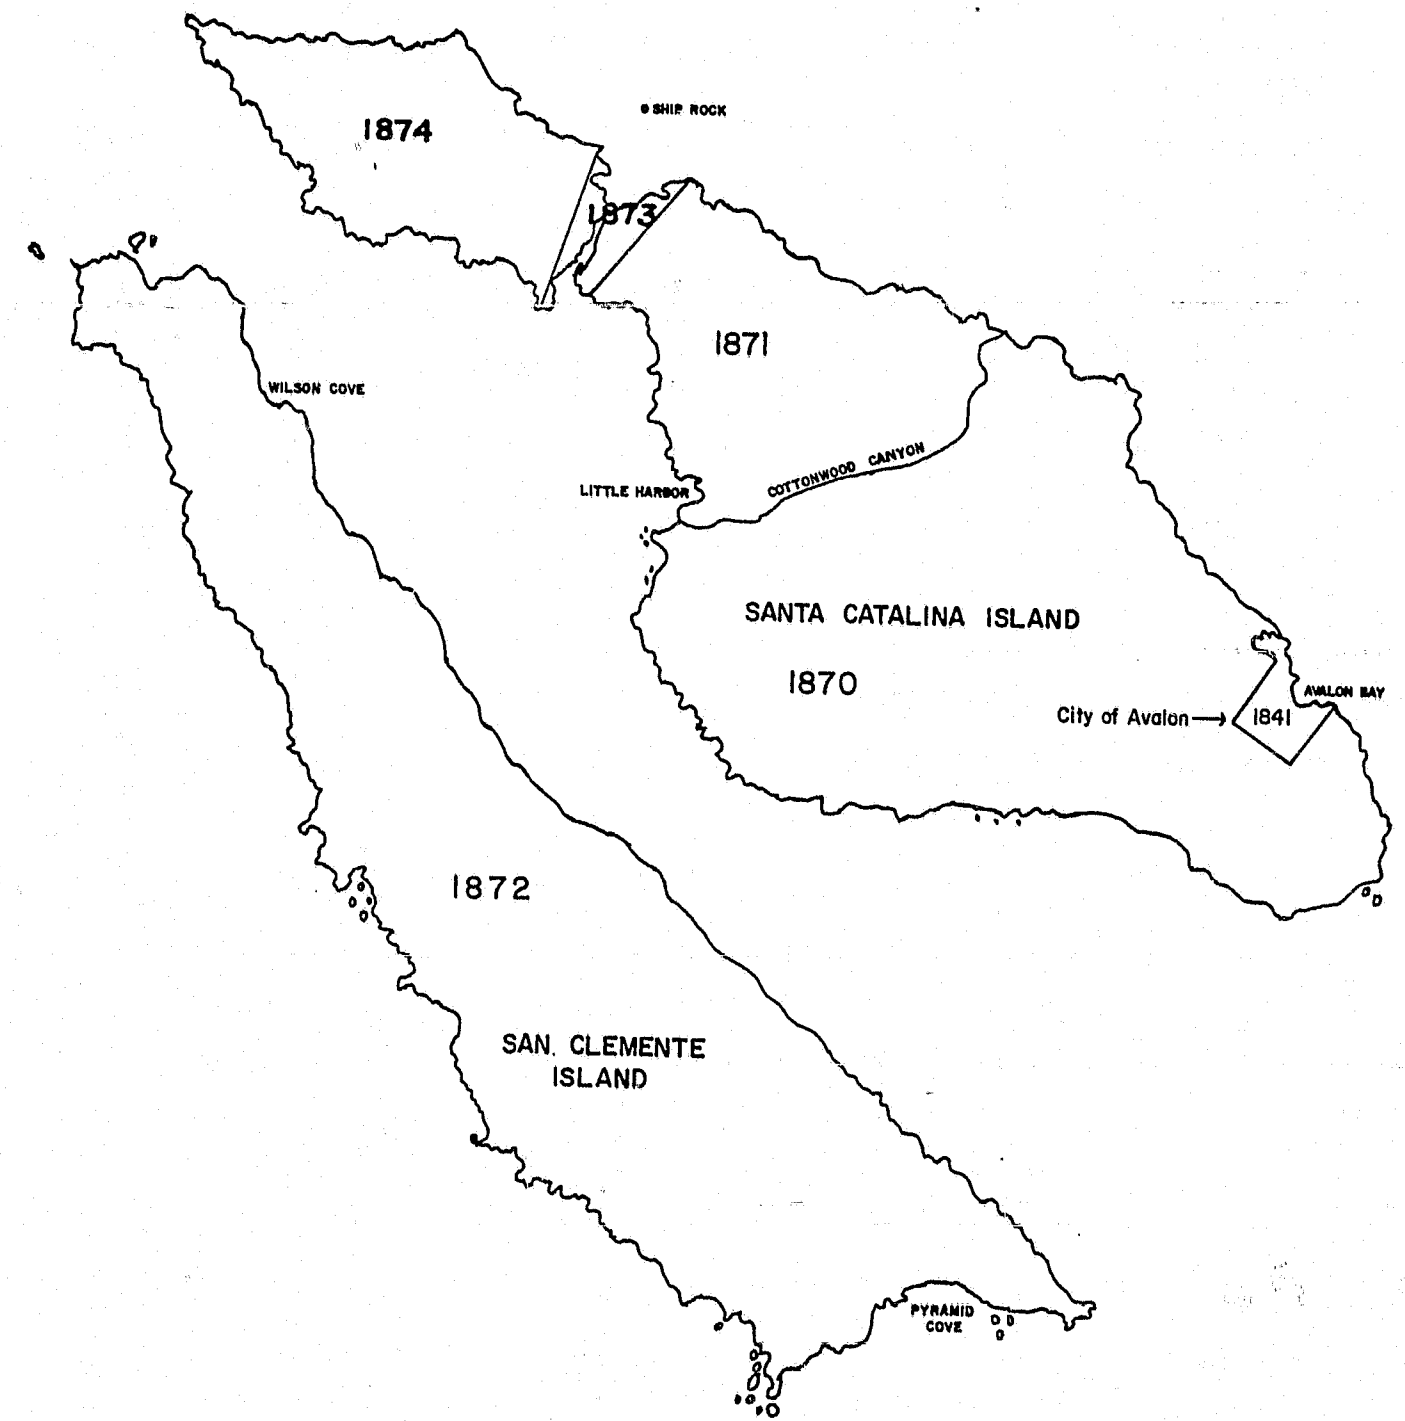 SHIP ROCK
1874
1873
1871
WILSON COVE
COTTONWOOD CANYON
LITTLE HARBOR
SANTA CATALINA ISLAND
1870
AVALON BAY
City of Avalon
1841
1872
SAN. CLEMENTE
ISLAND
PYRAMID
COVE